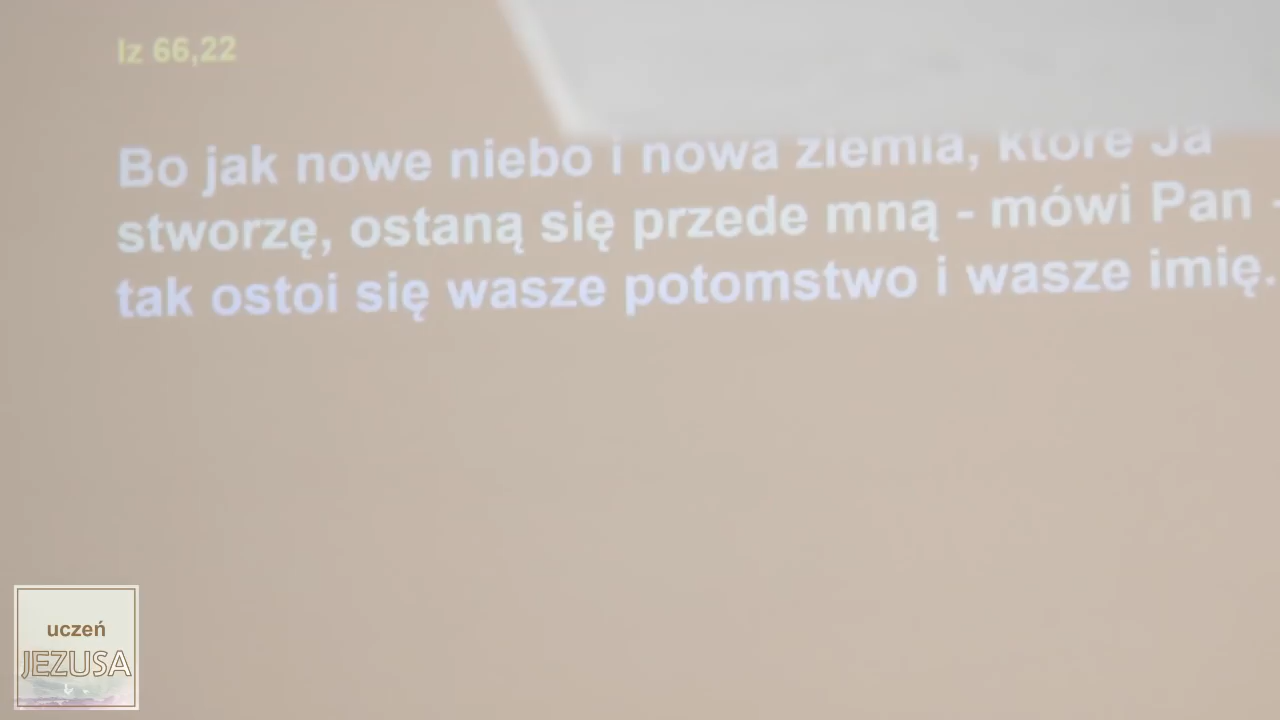 Iz 66,22
Bo jak nowe niebo i nowa ziemia, które Ja
stworzę, ostaną się przede mną - mówi Pan -
tak ostoi się wasze potomstwo i wasze imię.
uczeń
JEZUSA